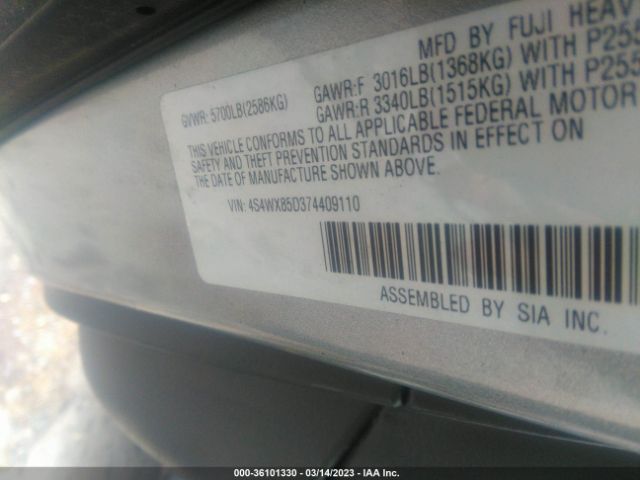 MFD BY FUJI HEAV
GVWR: 5700LB(2586KG)
GAWR:F 3016LB(1368KG) WITH P255
GAWR:R 3340LB(1515KG) WITH P255
THIS VEHICLE CONFORMS TO ALL APPLICABLE FEDERAL MOTOR
SAFETY AND THEFT PREVENTION STANDARDS IN EFFECT ON
THE DATE OF MANUFACTURE SHOWN ABOVE.
VIN: 4S4WX85D374409110
ASSEMBLED BY SIA INC.
000-36101330 - 03/14/2023 - IAA Inc.